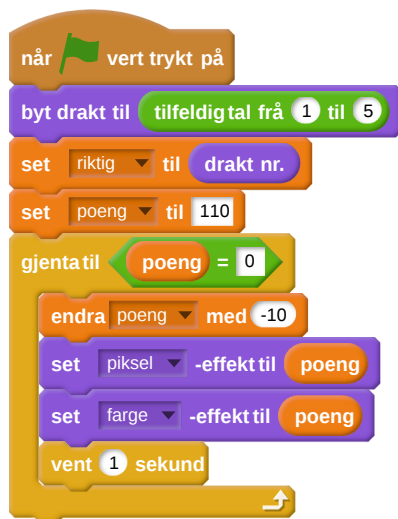 når vert trykt på
byt drakt til tilfeldig tal frå 1 til 5
set riktig til drakt nr.
set poeng til 110
gjenta til poeng = 0
endra poeng med -10
set piksel -effekt til poeng
set farge -effekt til poeng
vent 1 sekund